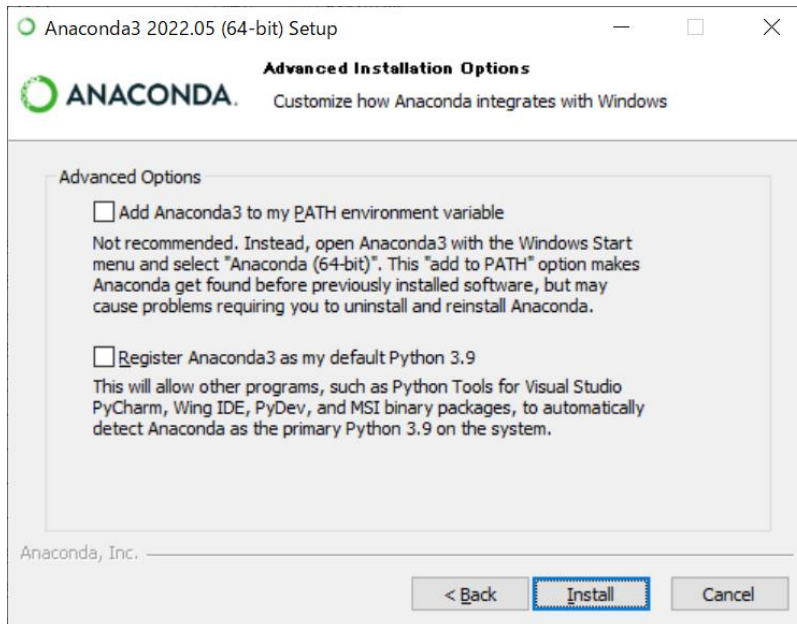 Anaconda3 2022.05 (64-bit) Setup
ANACONDA.
Advanced Installation Options
Customize how Anaconda integrates with Windows
Advanced Options
Add Anaconda3 to my PATH environment variable
Not recommended. Instead, open Anaconda3 with the Windows Start
menu and select "Anaconda (64-bit)". This "add to PATH" option makes
Anaconda get found before previously installed software, but may
cause problems requiring you to uninstall and reinstall Anaconda.
Register Anaconda3 as my default Python 3.9
This will allow other programs, such as Python Tools for Visual Studio
PyCharm, Wing IDE, PyDev, and MSI binary packages, to automatically
detect Anaconda as the primary Python 3.9 on the system.
Anaconda, Inc.
< Back
Install
Cancel